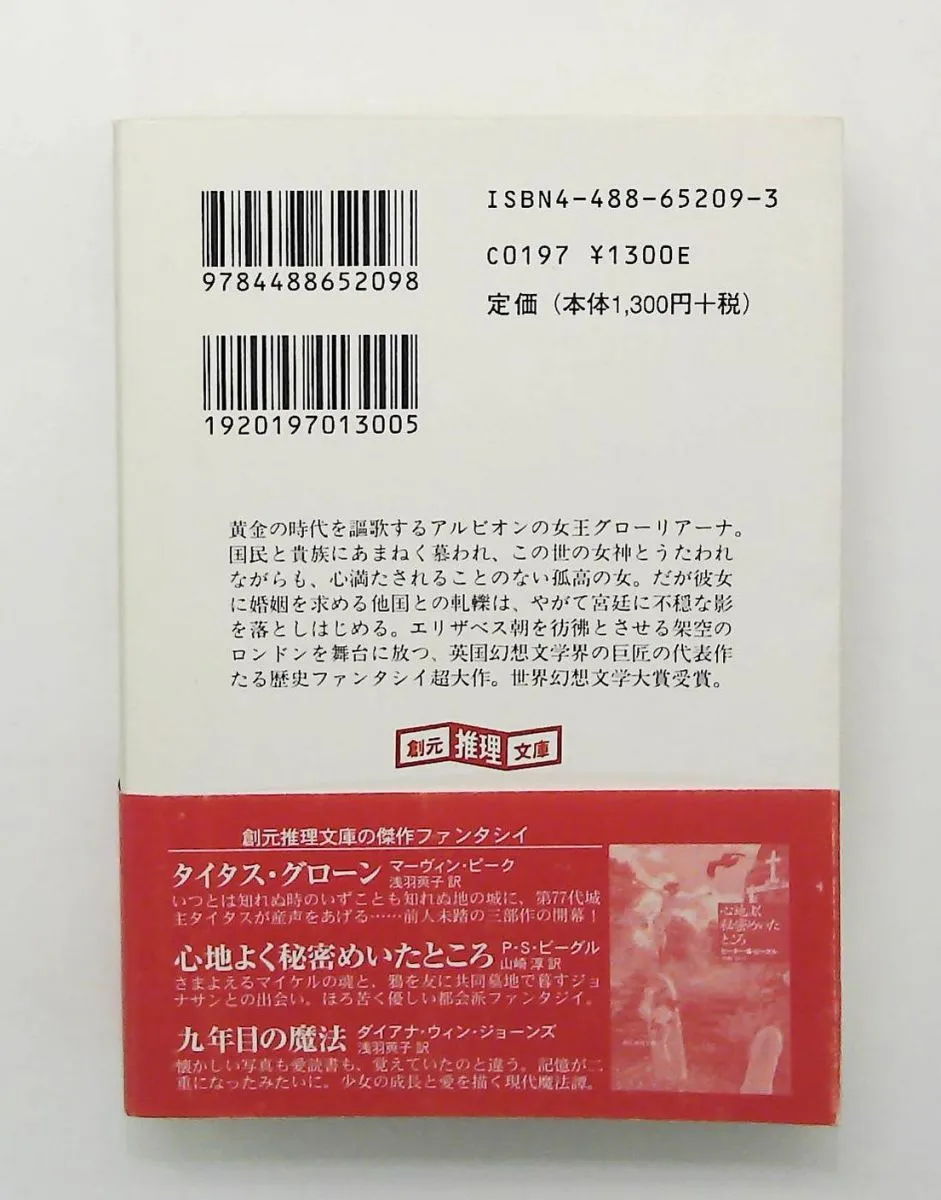 ISBN4-488-65209-3
C0197 ¥1300E
定価（本体1,300円+税）
9784488652098
1920197013005
黄金の時代を謳歌するアルビオンの女王グローリアーナ。
国民と貴族にあまねく慕われ、この世の女神とうたわれ
ながらも、心満たされることのない孤高の女。だが彼女
に婚姻を求める他国との軋轢は、やがて宮廷に不穏な影
を落としはじめる。エリザベス朝を彷彿とさせる架空の
ロンドンを舞台に放つ、英国幻想文学界の巨匠の代表作
たる歴史ファンタシイ超大作。世界幻想文学大賞受賞。
創元推理文庫
創元推理文庫の傑作ファンタシイ
タイタス・グローン マーヴィン・ピーク
浅羽莢子 訳
いつとは知れぬ時のいずことも知れぬ地の城に、第77代城
主タイタスが産声をあげる……前人未踏の三部作の開幕！
心地よく秘密めいたところ P・S・ビーグル
山崎 淳 訳
さまよえるマイケルの魂と、鴉を友に共同墓地で暮すジョ
ナサンとの出会い。ほろ苦く優しい都会派ファンタジイ。
九年目の魔法 ダイアナ・ウィン・ジョーンズ
浅羽莢子 訳
懐かしい写真も愛読書も、覚えていたのと違う。記憶が二
重になったみたいに。少女の成長と愛を描く現代魔法譚。
心地よく
秘密めいた
ところ